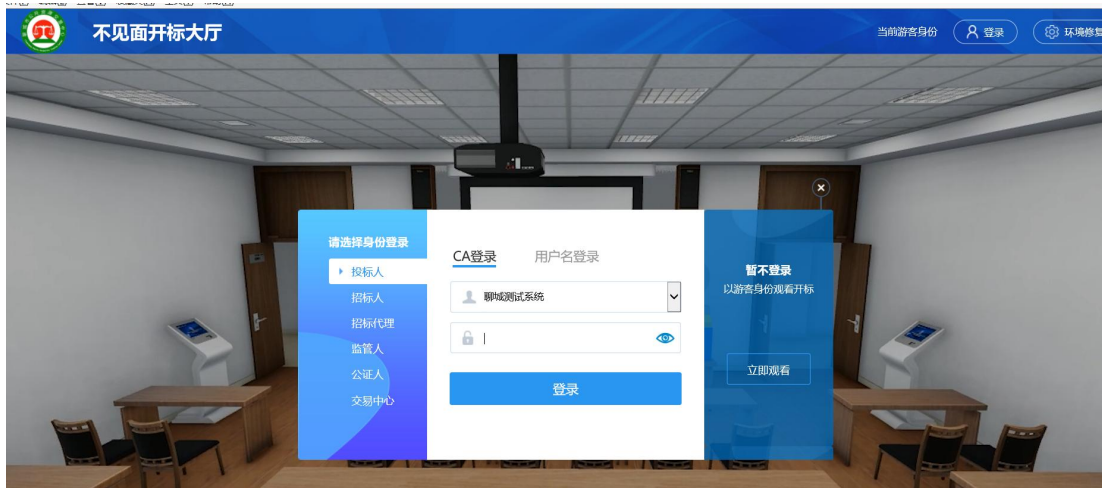 不见面开标大厅
当前游客身份
登录
环境修复
请选择身份登录
投标人
招标人
招标代理
监管人
公证人
交易中心
CA登录
用户名登录
聊城测试系统
登录
暂不登录
以游客身份观看开标
立即观看